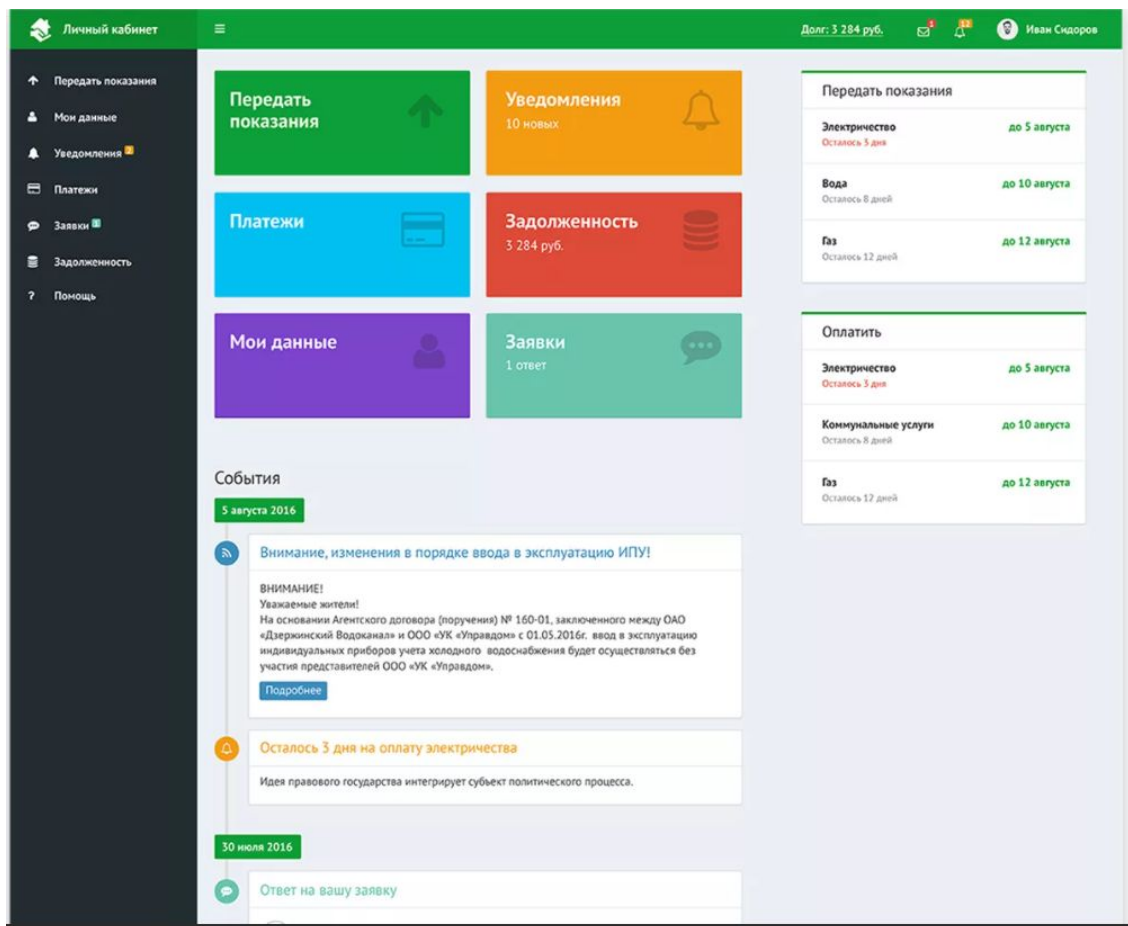 Личный кабинет
Долг: 3 284 руб.
1
12
Иван Сидоров
Передать показания
Мои данные
Уведомления 2
Платежи
Заявки 1
Задолженность
? Помощь
Передать
показания
Уведомления
10 новых
Платежи
Задолженность
3 284 руб.
Мои данные
Заявки
1 ответ
События
5 августа 2016
Внимание, изменения в порядке ввода в эксплуатацию ИПУ!
ВНИМАНИЕ!
Уважаемые жители!
На основании Агентского договора (поручения) № 160-01, заключенного между ОАО
«Дзержинский Водоканал» и ООО «УК «Управдом» с 01.05.2016г. ввод в эксплуатацию
индивидуальных приборов учета холодного водоснабжения будет осуществляться без
участия представителей ООО «УК «Управдом».
Подробнее
Осталось 3 дня на оплату электричества
Идея правового государства интегрирует субъект политического процесса.
30 июля 2016
Ответ на вашу заявку
Передать показания
Электричество до 5 августа
Осталось 3 дня
Вода до 10 августа
Осталось 8 дней
Газ до 12 августа
Осталось 12 дней
Оплатить
Электричество до 5 августа
Осталось 3 дня
Коммунальные услуги до 10 августа
Осталось 8 дней
Газ до 12 августа
Осталось 12 дней